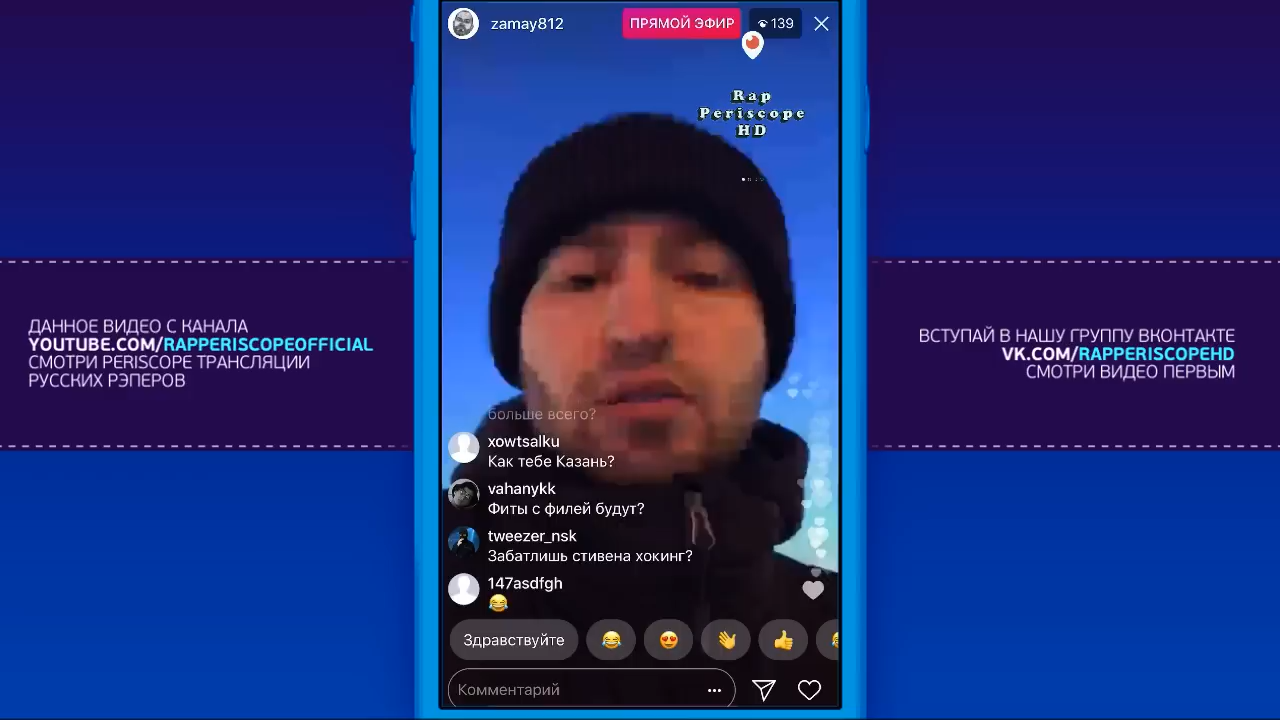 zamay812
ПРЯМОЙ ЭФИР
139
Rap
Periscope
HD
ДАННОЕ ВИДЕО С КАНАЛА
YOUTUBE.COM/RAPPERISCOPEOFFICIAL
СМОТРИ PERISCOPE ТРАНСЛЯЦИИ
РУССКИХ РЭПЕРОВ
ВСТУПАЙ В НАШУ ГРУППУ ВКОНТАКТЕ
VK.COM/RAPPERISCOPEHD
СМОТРИ ВИДЕО ПЕРВЫМ
больше всего?
xowtsalku
Как тебе Казань?
vahanykk
Фиты с филей будут?
tweezer_nsk
Забатлишь стивена хокинг?
147asdfgh
😂
Здравствуйте
Комментарий